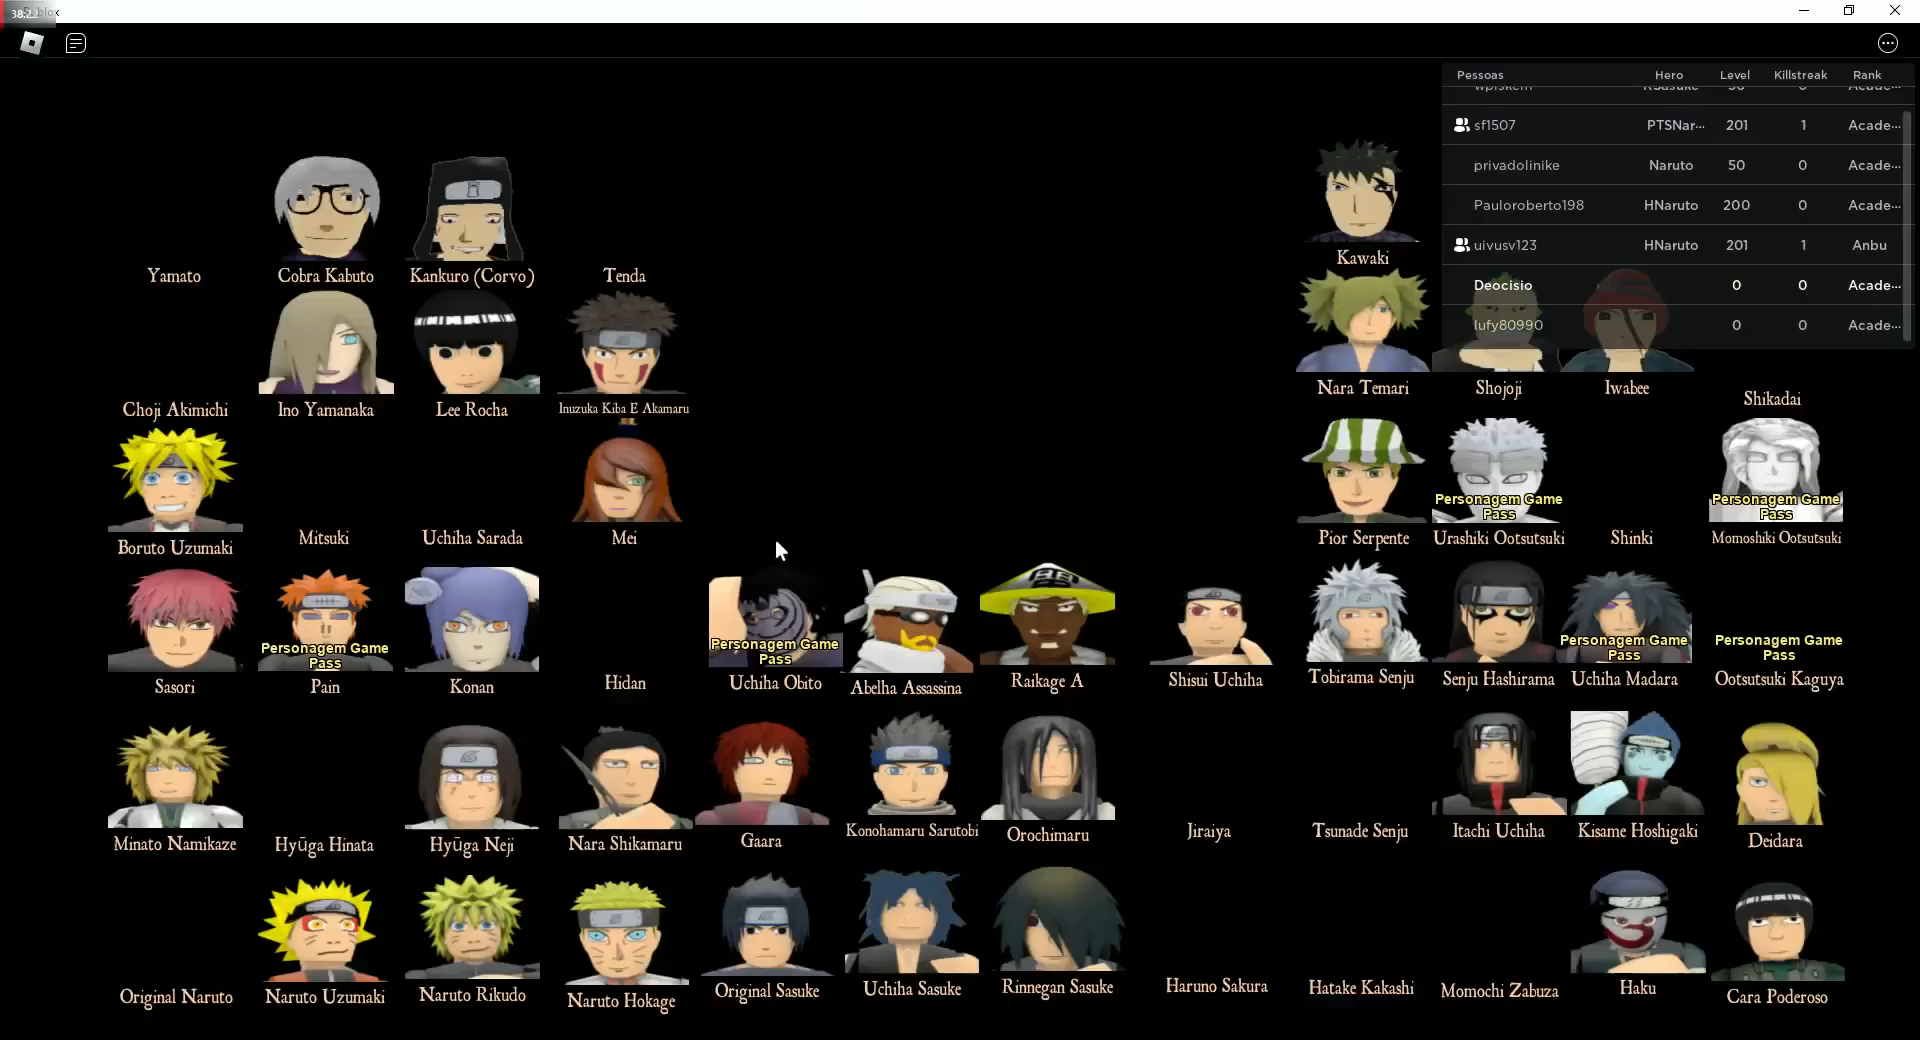 38:22
Pessoas Hero Level Killstreak Rank
sf1507 PTSNar... 201 1 Acade...
privadolinike Naruto 50 0 Acade...
Pauloroberto198 HNaruto 200 0 Acade...
uivusv123 HNaruto 201 1 Anbu
Deocisio 0 0 Acade...
lufy80990 0 0 Acade...
Yamato Cobra Kabuto Kankuro (Corvo) Tenda Kawaki
Choji Akimichi Ino Yamanaka Lee Rocha Inuzuka Kiba E Akamaru Nara Temari Shojoji Iwabee Shikadai
Personagem Game Personagem Game
Pass Pass
Boruto Uzumaki Mitsuki Uchiha Sarada Mei Pior Serpente Urashiki Ootsutsuki Shinki Momoshiki Ootsutsuki
Personagem Game Personagem Game Personagem Game Personagem Game
Pass Pass Pass Pass
Sasori Pain Konan Hidan Uchiha Obito Abelha Assassina Raikage A Shisui Uchiha Tobirama Senju Senju Hashirama Uchiha Madara Ootsutsuki Kaguya
Minato Namikaze Hyūga Hinata Hyūga Neji Nara Shikamaru Gaara Konohamaru Sarutobi Orochimaru Jiraiya Tsunade Senju Itachi Uchiha Kisame Hoshigaki Deidara
Original Naruto Naruto Uzumaki Naruto Rikudo Naruto Hokage Original Sasuke Uchiha Sasuke Rinnegan Sasuke Haruno Sakura Hatake Kakashi Momochi Zabuza Haku Cara Poderoso